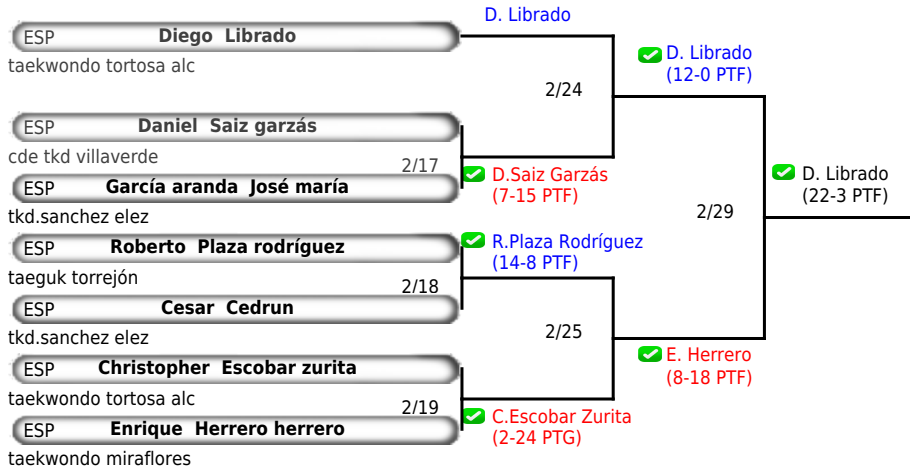 D. Librado
ESP Diego Librado
taekwondo tortosa alc
D. Librado
(12-0 PTF)
2/24
ESP Daniel Saiz garzás
cde tkd villaverde
2/17
D.Saiz Garzás
(7-15 PTF)
ESP García aranda José maría
tkd.sanchez elez
D. Librado
(22-3 PTF)
2/29
ESP Roberto Plaza rodríguez
taeguk torrejón
R.Plaza Rodríguez
(14-8 PTF)
2/18
ESP Cesar Cedrun
tkd.sanchez elez
2/25
E. Herrero
(8-18 PTF)
ESP Christopher Escobar zurita
taekwondo tortosa alc
2/19
C.Escobar Zurita
(2-24 PTG)
ESP Enrique Herrero herrero
taekwondo miraflores